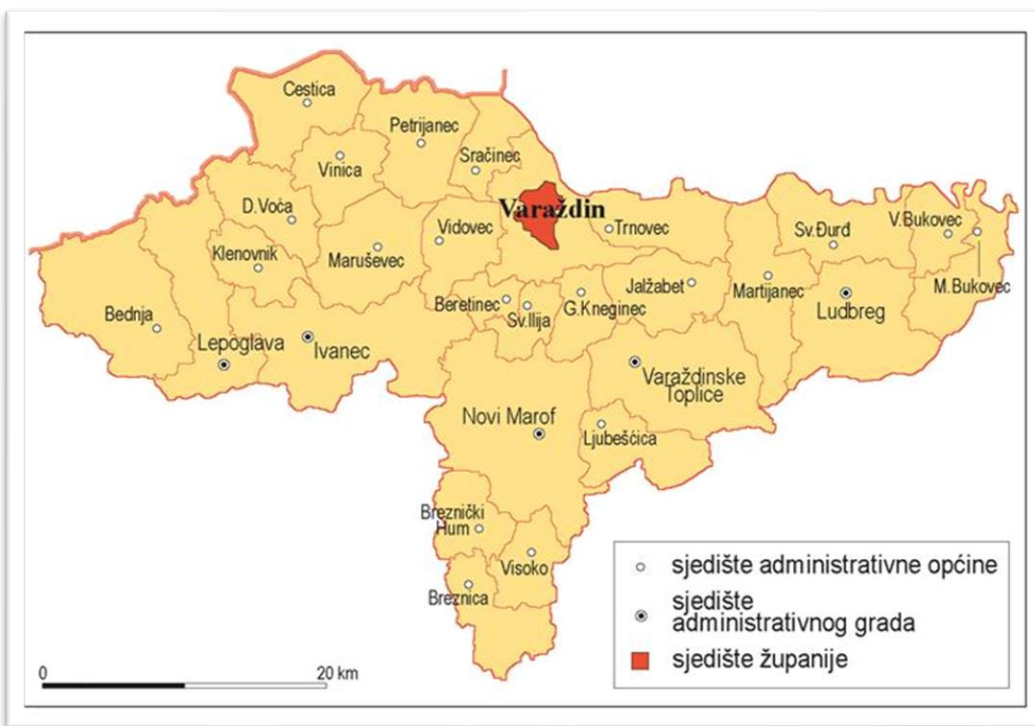 Cestica
Petrijanec
Sračinec
Vinica
Varaždin
D.Voća
Vidovec
Trnovec
Sv.Đurđ
V.Bukovec
Klenovnik
Maruševec
Jalžabet
Martijanec
M.Bukovec
Beretinec
Sv.Ilija
G.Kneginec
Ludbreg
Bednja
Lepoglava
Ivanec
Varaždinske
Toplice
Novi Marof
Ljubešćica
Breznički
Hum
Visoko
Breznica
sjedište administrativne općine
sjedište
administrativnog grada
sjedište županije
0 20 km